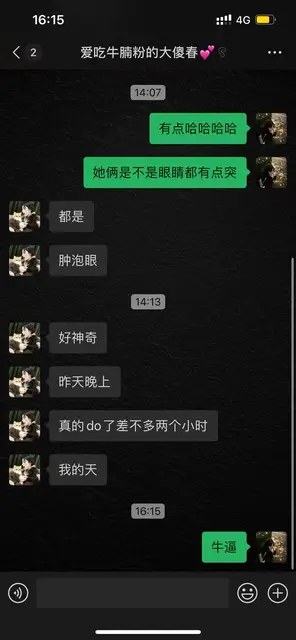 16:15
4G
2
爱吃牛腩粉的大傻春💕👂🏿
14:07
有点哈哈哈哈
她俩是不是眼睛都有点突
都是
肿泡眼
14:13
好神奇
昨天晚上
真的do了差不多两个小时
我的天
16:15
牛逼